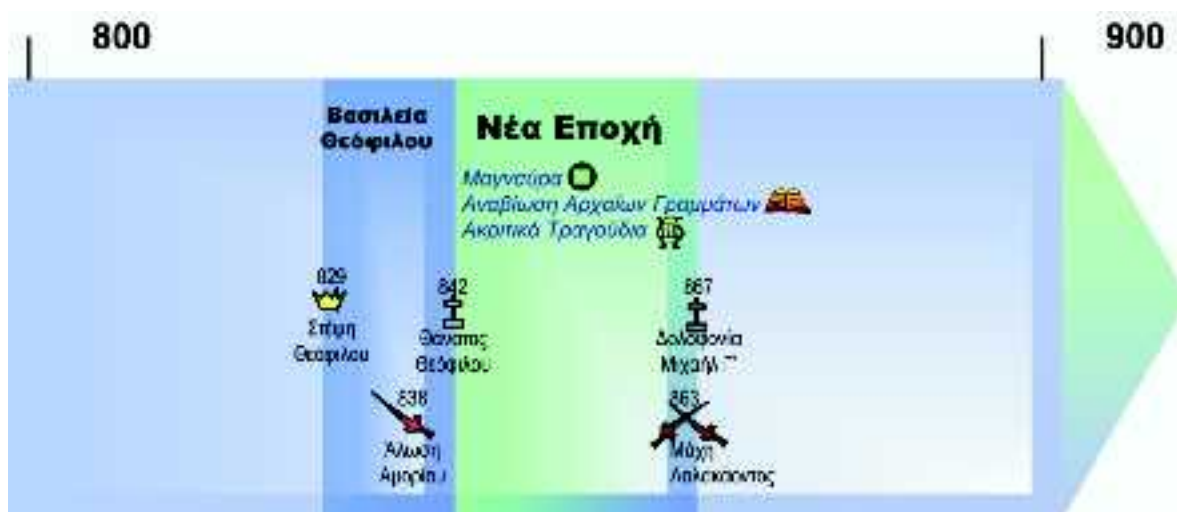 800
900
Βασιλεία
Θεόφιλου
Νέα Εποχή
Μαγναύρα
Αναβίωση Αρχαίων Γραμμάτων
Ακριτικά Τραγούδια
829
Στέψη
Θεόφιλου
842
Θάνατος
Θεόφιλου
867
Δολοφονία
Μιχαήλ
838
Άλωση
Αμορίου
863
Μάχη
Λαλακάοντος